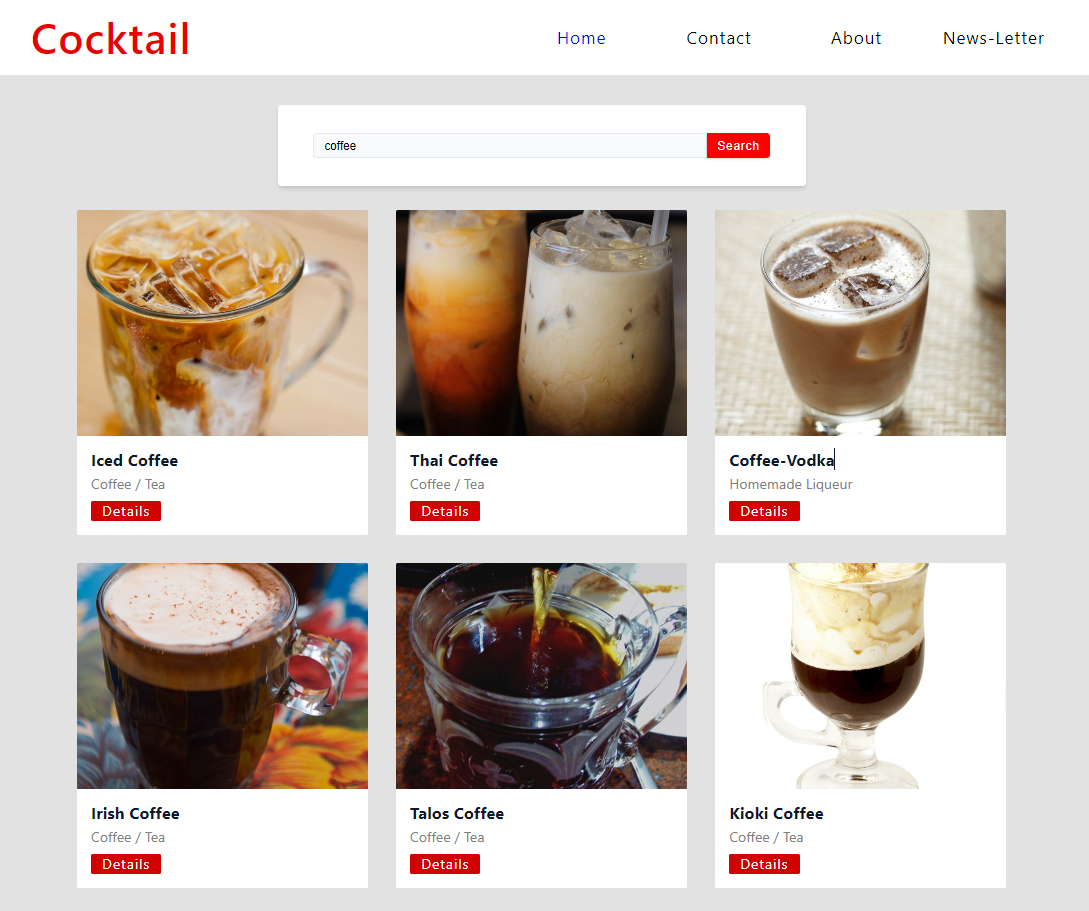 Cocktail
Home Contact About News-Letter
coffee Search
Iced Coffee
Coffee / Tea
Details
Thai Coffee
Coffee / Tea
Details
Coffee-Vodka
Homemade Liqueur
Details
Irish Coffee
Coffee / Tea
Details
Talos Coffee
Coffee / Tea
Details
Kioki Coffee
Coffee / Tea
Details